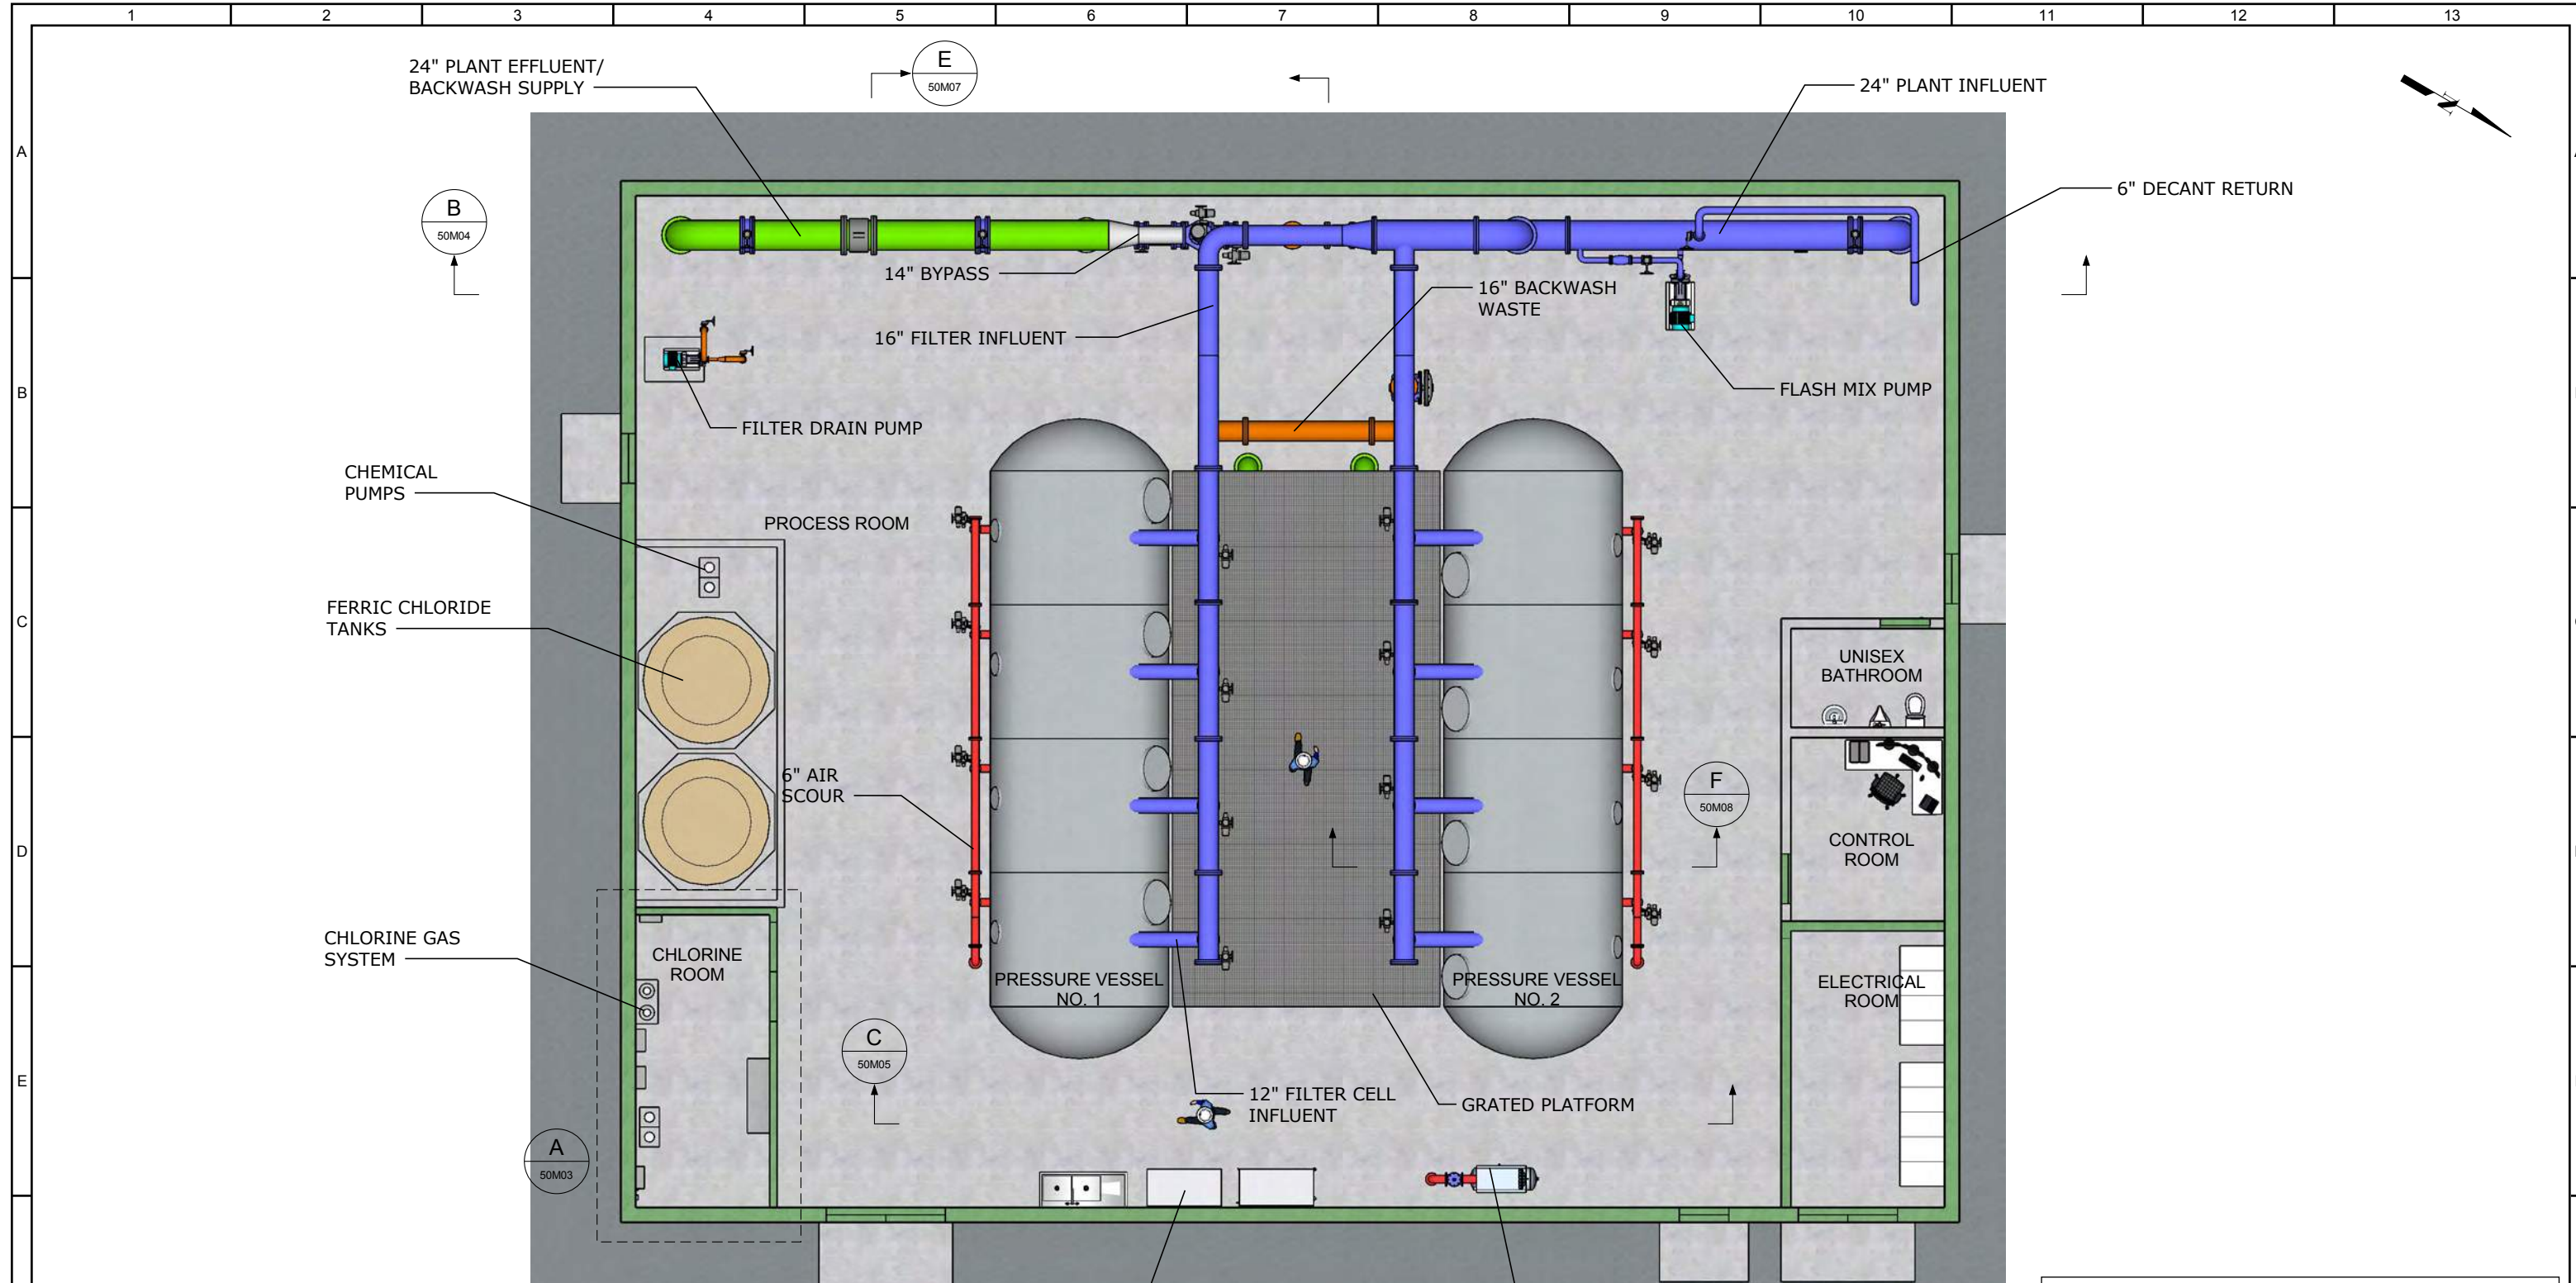 1 2 3 4 5 6 7 8 9 10 11 12 13
24" PLANT EFFLUENT/
BACKWASH SUPPLY
E
50M07
24" PLANT INFLUENT
N
A
6" DECANT RETURN
B
50M04
14" BYPASS
16" BACKWASH
WASTE
16" FILTER INFLUENT
B
FLASH MIX PUMP
FILTER DRAIN PUMP
CHEMICAL
PUMPS
PROCESS ROOM
FERRIC CHLORIDE
TANKS
C
UNISEX
BATHROOM
6" AIR
SCOUR
F
50M08
D
CONTROL
ROOM
CHLORINE GAS
SYSTEM
CHLORINE
ROOM
PRESSURE VESSEL
NO. 1
PRESSURE VESSEL
NO. 2
ELECTRICAL
ROOM
C
50M05
E
12" FILTER CELL
INFLUENT
GRATED PLATFORM
A
50M03